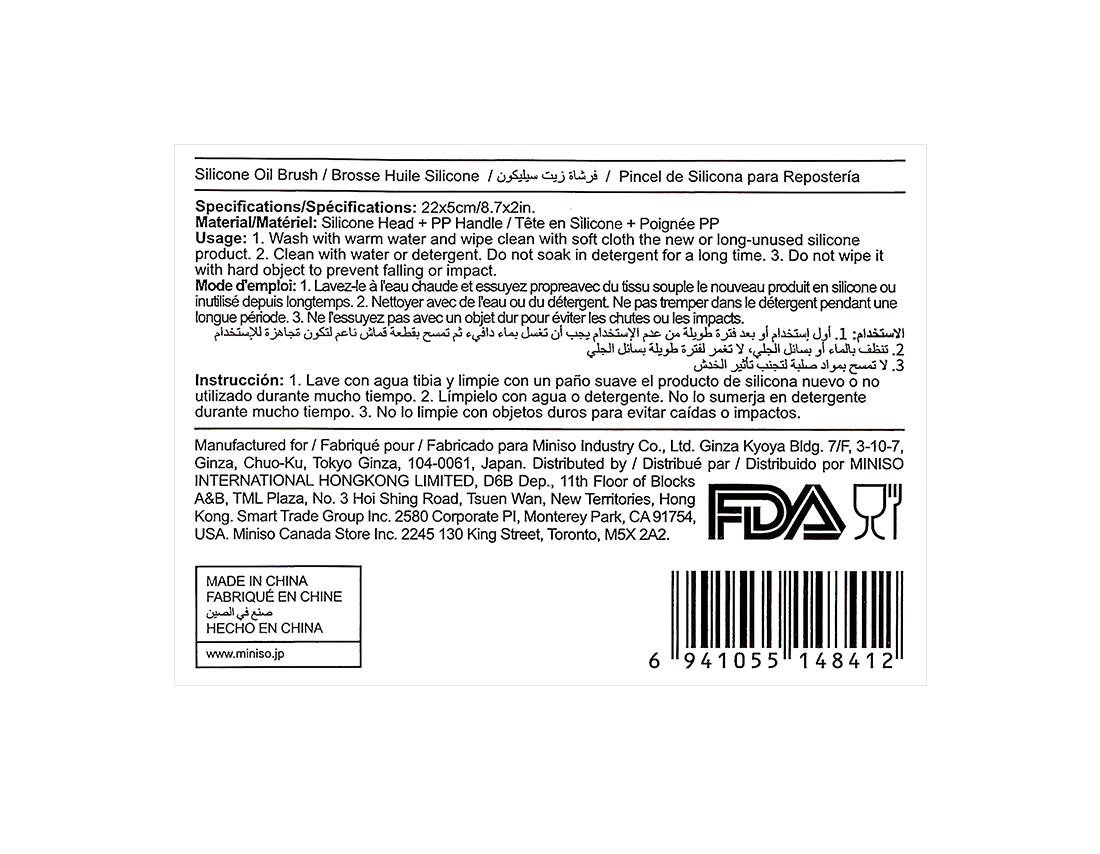 Silicone Oil Brush / Brosse Huile Silicone / فرشاة زيت سيليكون / Pincel de Silicona para Repostería
Specifications/Spécifications: 22x5cm/8.7x2in.
Material/Matériel: Silicone Head + PP Handle / Tête en Silicone + Poignée PP
Usage: 1. Wash with warm water and wipe clean with soft cloth the new or long-unused silicone
product. 2. Clean with water or detergent. Do not soak in detergent for a long time. 3. Do not wipe it
with hard object to prevent falling or impact.
Mode d'emploi: 1. Lavez-le à l'eau chaude et essuyez propreavec du tissu souple le nouveau produit en silicone ou
inutilisé depuis longtemps. 2. Nettoyer avec de l'eau ou du détergent. Ne pas tremper dans le détergent pendant une
longue période. 3. Ne l'essuyez pas avec un objet dur pour éviter les chutes ou les impacts.
الاستخدام: 1. أول إستخدام أو بعد فترة طويلة من عدم الإستخدام يجب أن تغسل بماء دافيء ثم تمسح بقطعة قماش ناعم لتكون تجاهزة للإستخدام
2. تنظف بالماء أو بسائل الجلي، لا تغمر لفترة طويلة بسائل الجلي
3. لا تمسح بمواد صلبة لتجنب تأثير الخدش
Instrucción: 1. Lave con agua tibia y limpie con un paño suave el producto de silicona nuevo o no
utilizado durante mucho tiempo. 2. Límpielo con agua o detergente. No lo sumerja en detergente
durante mucho tiempo. 3. No lo limpie con objetos duros para evitar caídas o impactos.
Manufactured for / Fabriqué pour / Fabricado para Miniso Industry Co., Ltd. Ginza Kyoya Bldg. 7/F, 3-10-7,
Ginza, Chuo-Ku, Tokyo Ginza, 104-0061, Japan. Distributed by / Distribué par / Distribuido por MINISO
INTERNATIONAL HONGKONG LIMITED, D6B Dep., 11th Floor of Blocks
A&B, TML Plaza, No. 3 Hoi Shing Road, Tsuen Wan, New Territories, Hong
Kong. Smart Trade Group Inc. 2580 Corporate Pl, Monterey Park, CA 91754,
USA. Miniso Canada Store Inc. 2245 130 King Street, Toronto, M5X 2A2.
FDA
MADE IN CHINA
FABRIQUÉ EN CHINE
صنع في الصين
HECHO EN CHINA
www.miniso.jp
6 941055 148412